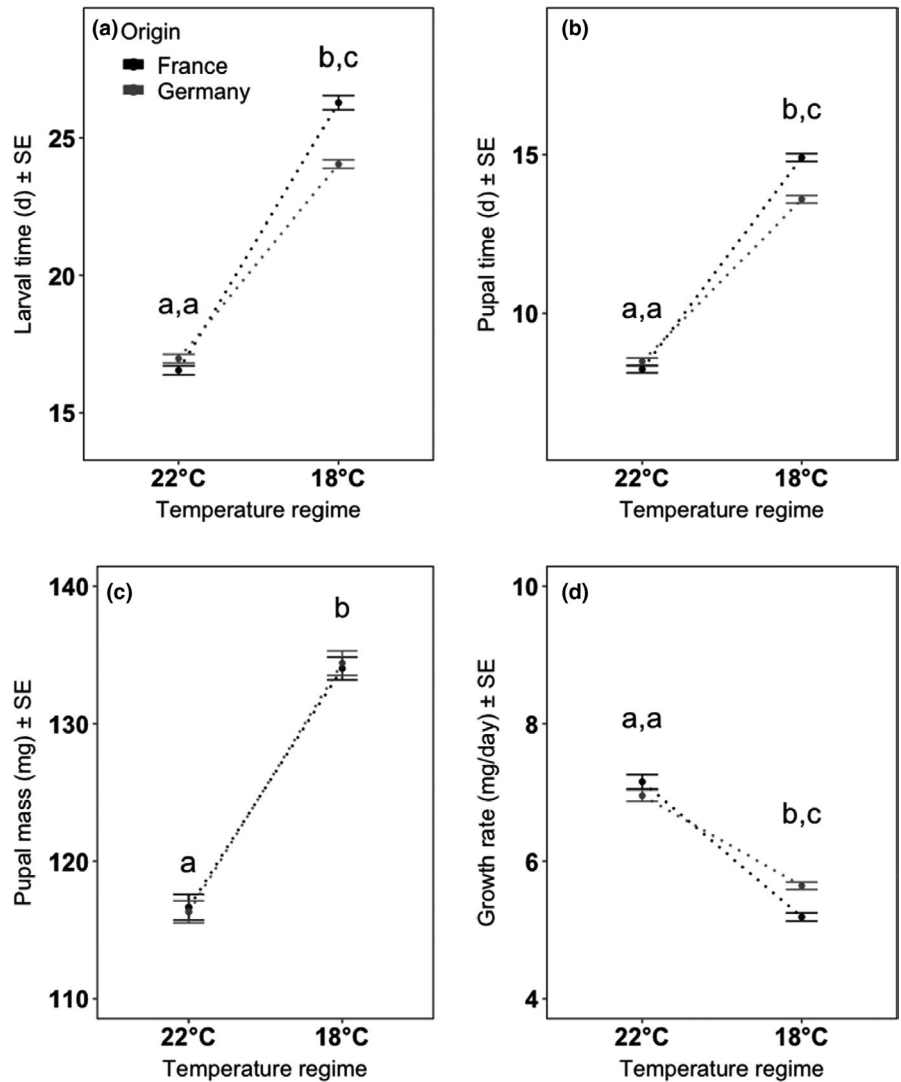 (a) Origin
France
Germany
b,c
a,a
25
20
15
Larval time (d) ± SE
22°C 18°C
Temperature regime
(b)
b,c
a,a
15
10
Pupal time (d) ± SE
22°C 18°C
Temperature regime
(c)
b
a
140
130
120
110
Pupal mass (mg) ± SE
22°C 18°C
Temperature regime
(d)
a,a
b,c
10
8
6
4
Growth rate (mg/day) ± SE
22°C 18°C
Temperature regime